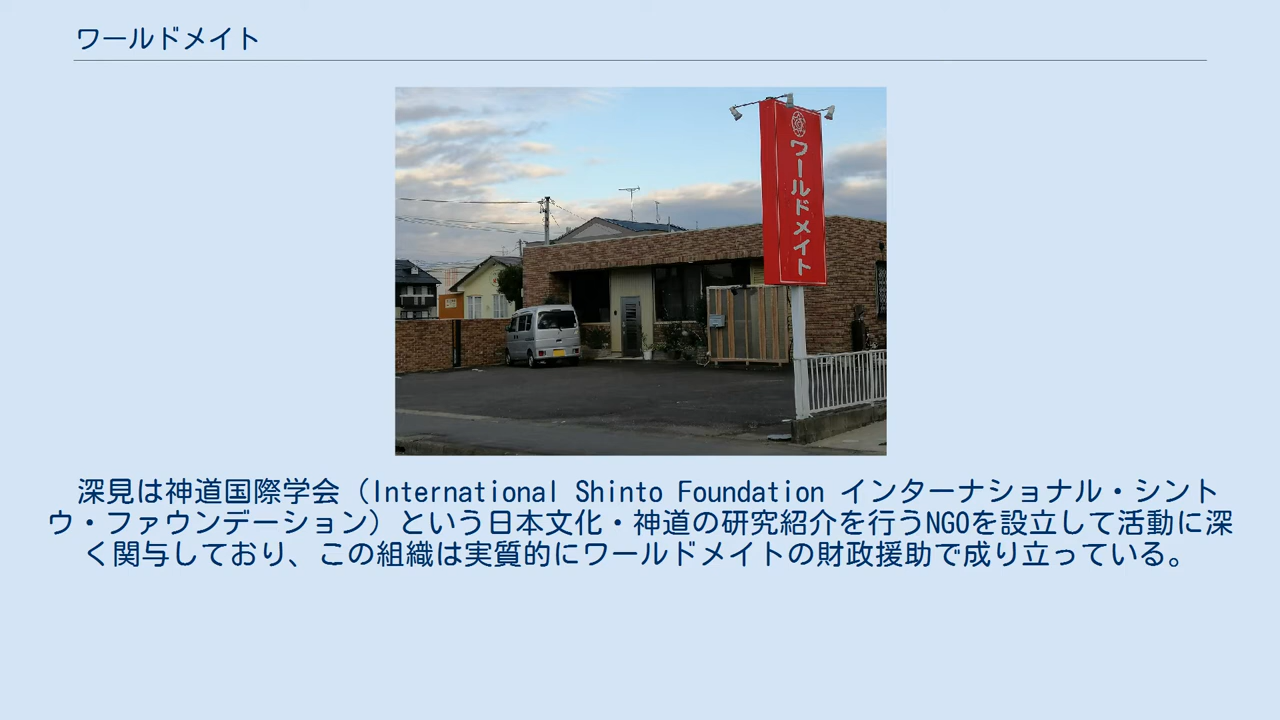 ワールドメイト
ワールドメイト
深見は神道国際学会（International Shinto Foundation インターナショナル・シント
ウ・ファウンデーション）という日本文化・神道の研究紹介を行うNGOを設立して活動に深
く関与しており、この組織は実質的にワールドメイトの財政援助で成り立っている。